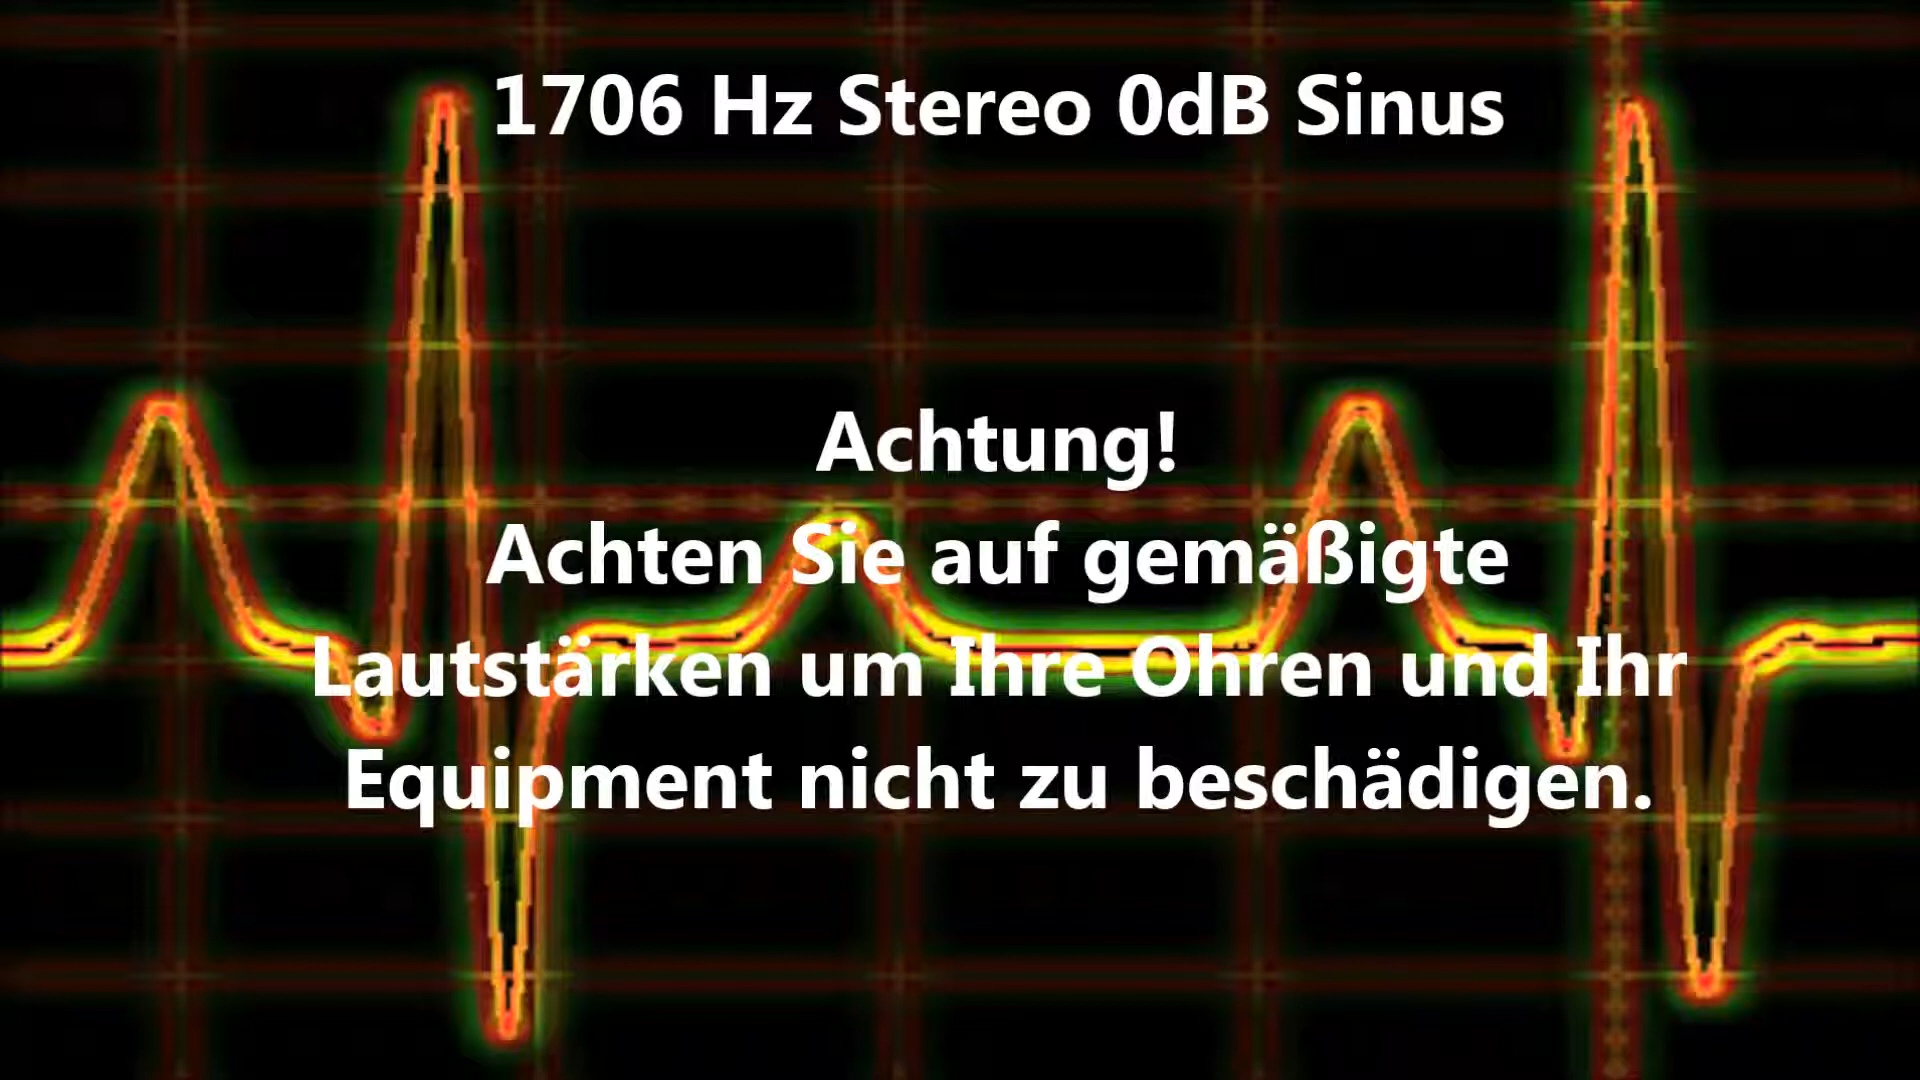 1706 Hz Stereo 0dB Sinus
Achtung!
Achten Sie auf gemäßigte
Lautstärken um Ihre Ohren und Ihr
Equipment nicht zu beschädigen.